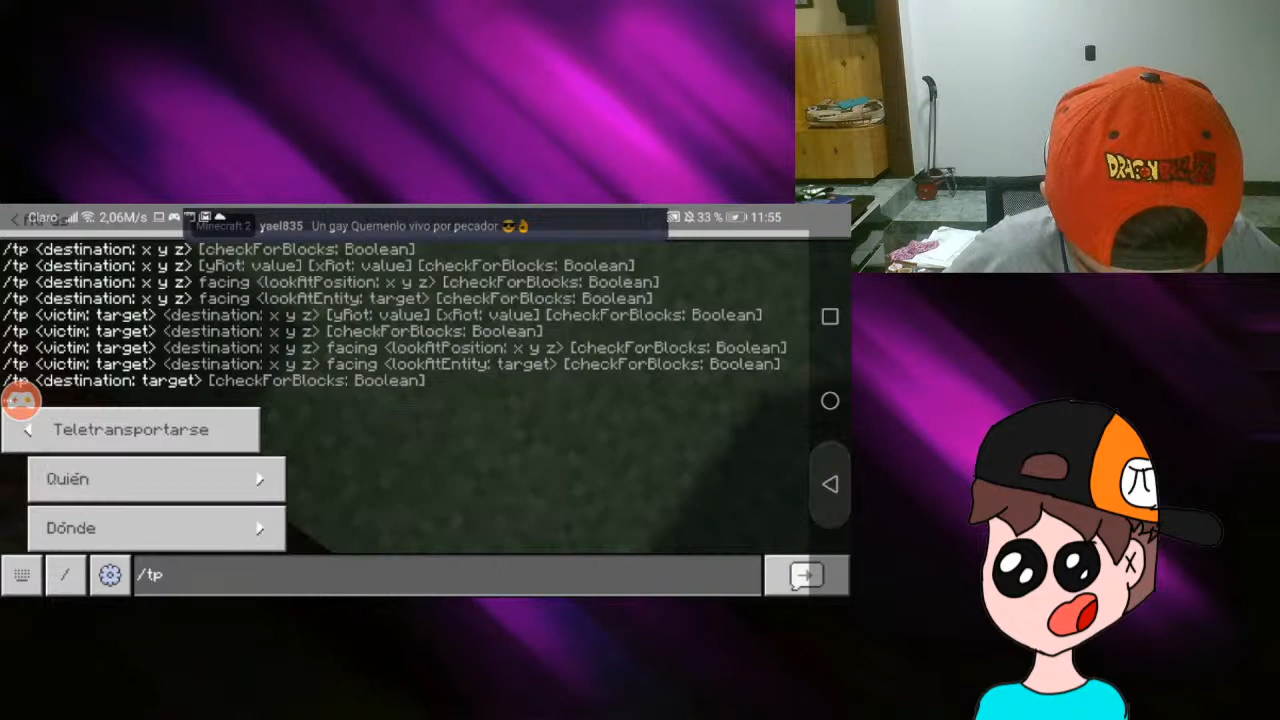 Claro 2,06M/s 33 % 11:55
Minecraft 2 yael835 Un gay Quemenlo vivo por pecador 😎👌
/tp <destination: x y z> [checkForBlocks: Boolean]
/tp <destination: x y z> [yRot: value] [xRot: value] [checkForBlocks: Boolean]
/tp <destination: x y z> facing <lookAtPosition: x y z> [checkForBlocks: Boolean]
/tp <destination: x y z> facing <lookAtEntity: target> [checkForBlocks: Boolean]
/tp <victim: target> <destination: x y z> [yRot: value] [xRot: value] [checkForBlocks: Boolean]
/tp <victim: target> <destination: x y z> [checkForBlocks: Boolean]
/tp <victim: target> <destination: x y z> facing <lookAtPosition: x y z> [checkForBlocks: Boolean]
/tp <victim: target> <destination: x y z> facing <lookAtEntity: target> [checkForBlocks: Boolean]
/tp <destination: target> [checkForBlocks: Boolean]
Teletransportarse
Quién
Dónde
/
/tp
DRAGON
π